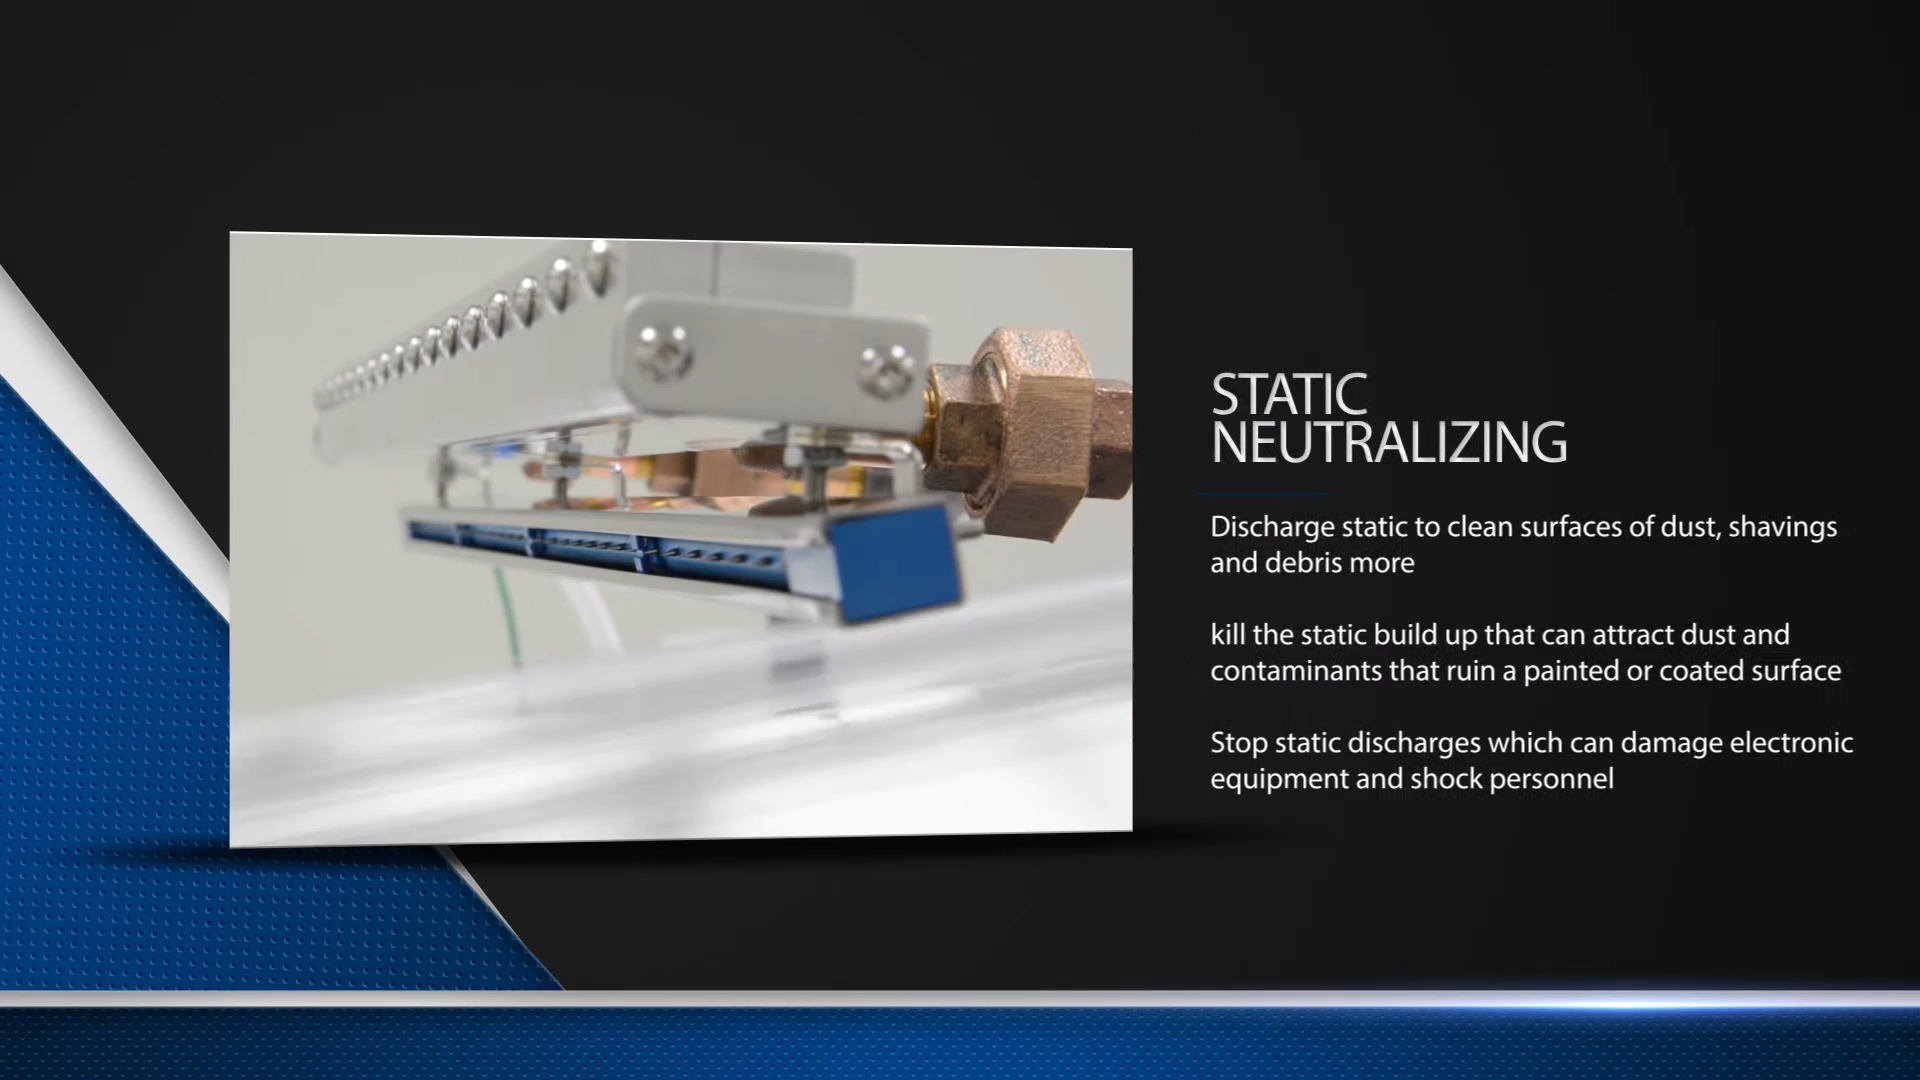 STATIC
NEUTRALIZING
Discharge static to clean surfaces of dust, shavings
and debris more
kill the static build up that can attract dust and
contaminants that ruin a painted or coated surface
Stop static discharges which can damage electronic
equipment and shock personnel